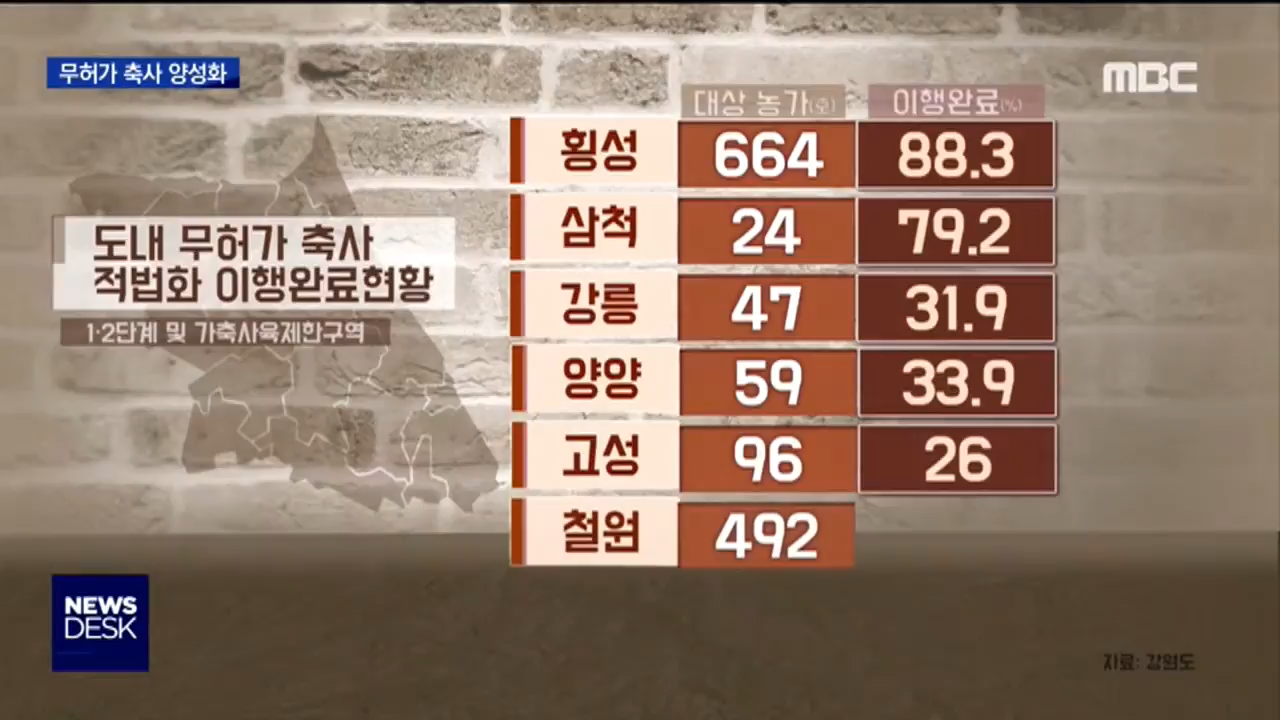 무허가 축사 양성화
MBC
대상 농가(호) 이행완료(%)
횡성 664 88.3
삼척 24 79.2
강릉 47 31.9
양양 59 33.9
고성 96 26
철원 492
도내 무허가 축사
적법화 이행완료현황
1·2단계 및 가축사육제한구역
NEWS
DESK
자료: 강원도